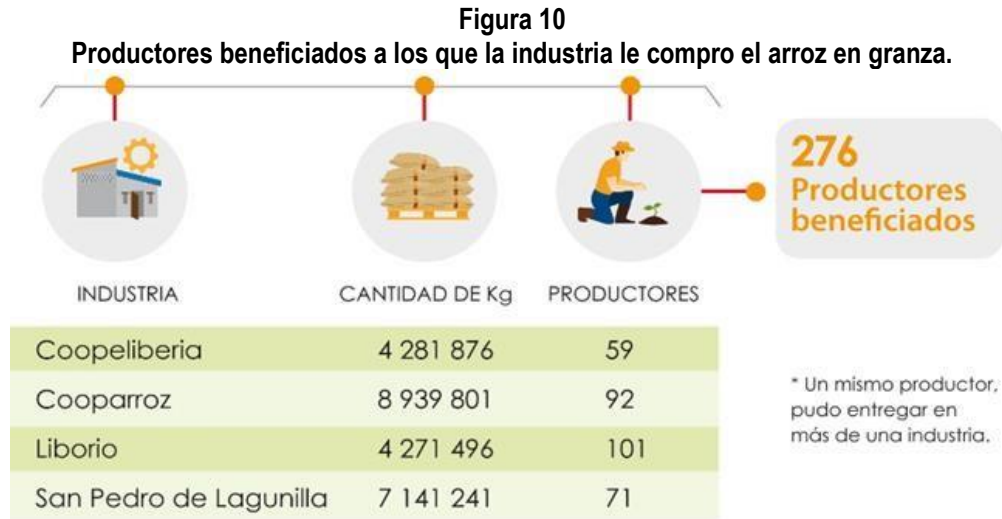 Figura 10
Productores beneficiados a los que la industria le compro el arroz en granza.
276
Productores
beneficiados
INDUSTRIA CANTIDAD DE Kg PRODUCTORES
Coopeliberia 4 281 876 59
Cooparroz 8 939 801 92
Liborio 4 271 496 101
San Pedro de Lagunilla 7 141 241 71
* Un mismo productor,
pudo entregar en
más de una industria.